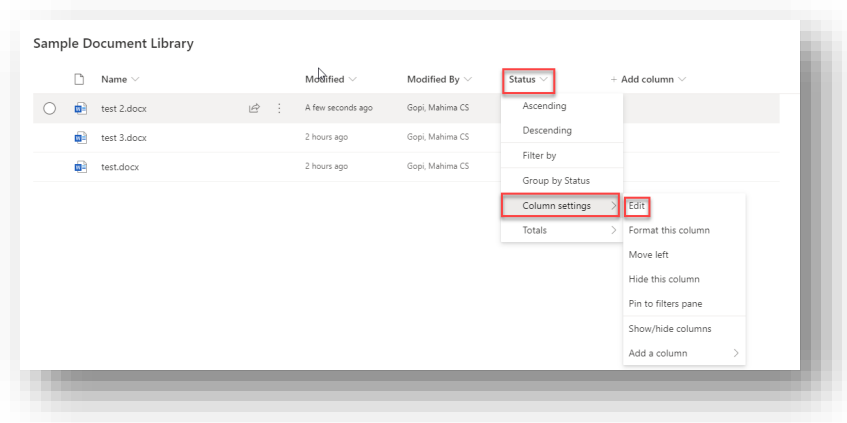 Sample Document Library
Name Modified Modified By Status + Add column
test 2.docx A few seconds ago Gopi, Mahima CS
test 3.docx 2 hours ago Gopi, Mahima CS
test.docx 2 hours ago Gopi, Mahima CS
Ascending
Descending
Filter by
Group by Status
Column settings
Totals
Edit
Format this column
Move left
Hide this column
Pin to filters pane
Show/hide columns
Add a column